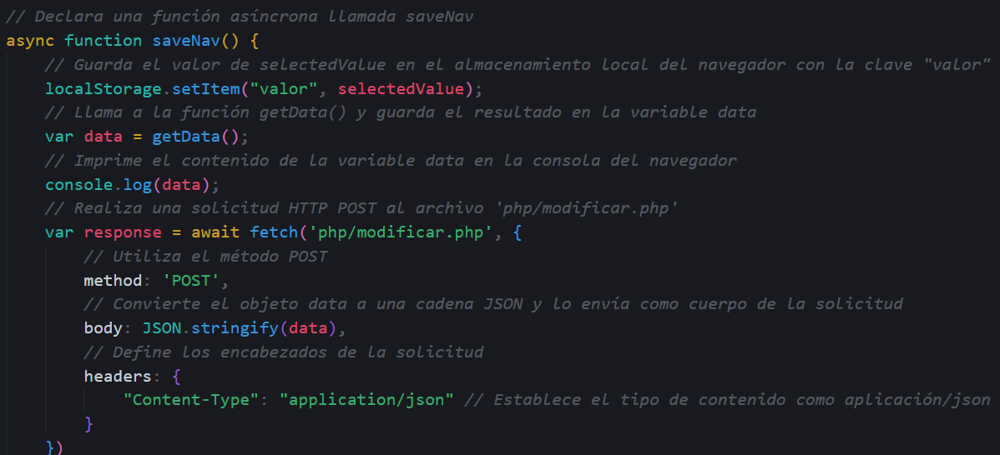 // Declara una función asíncrona llamada saveNav
async function saveNav() {
    // Guarda el valor de selectedValue en el almacenamiento local del navegador con la clave "valor"
    localStorage.setItem("valor", selectedValue);
    // Llama a la función getData() y guarda el resultado en la variable data
    var data = getData();
    // Imprime el contenido de la variable data en la consola del navegador
    console.log(data);
    // Realiza una solicitud HTTP POST al archivo 'php/modificar.php'
    var response = await fetch('php/modificar.php', {
        // Utiliza el método POST
        method: 'POST',
        // Convierte el objeto data a una cadena JSON y lo envía como cuerpo de la solicitud
        body: JSON.stringify(data),
        // Define los encabezados de la solicitud
        headers: {
            "Content-Type": "application/json" // Establece el tipo de contenido como aplicación/json
        }
    })